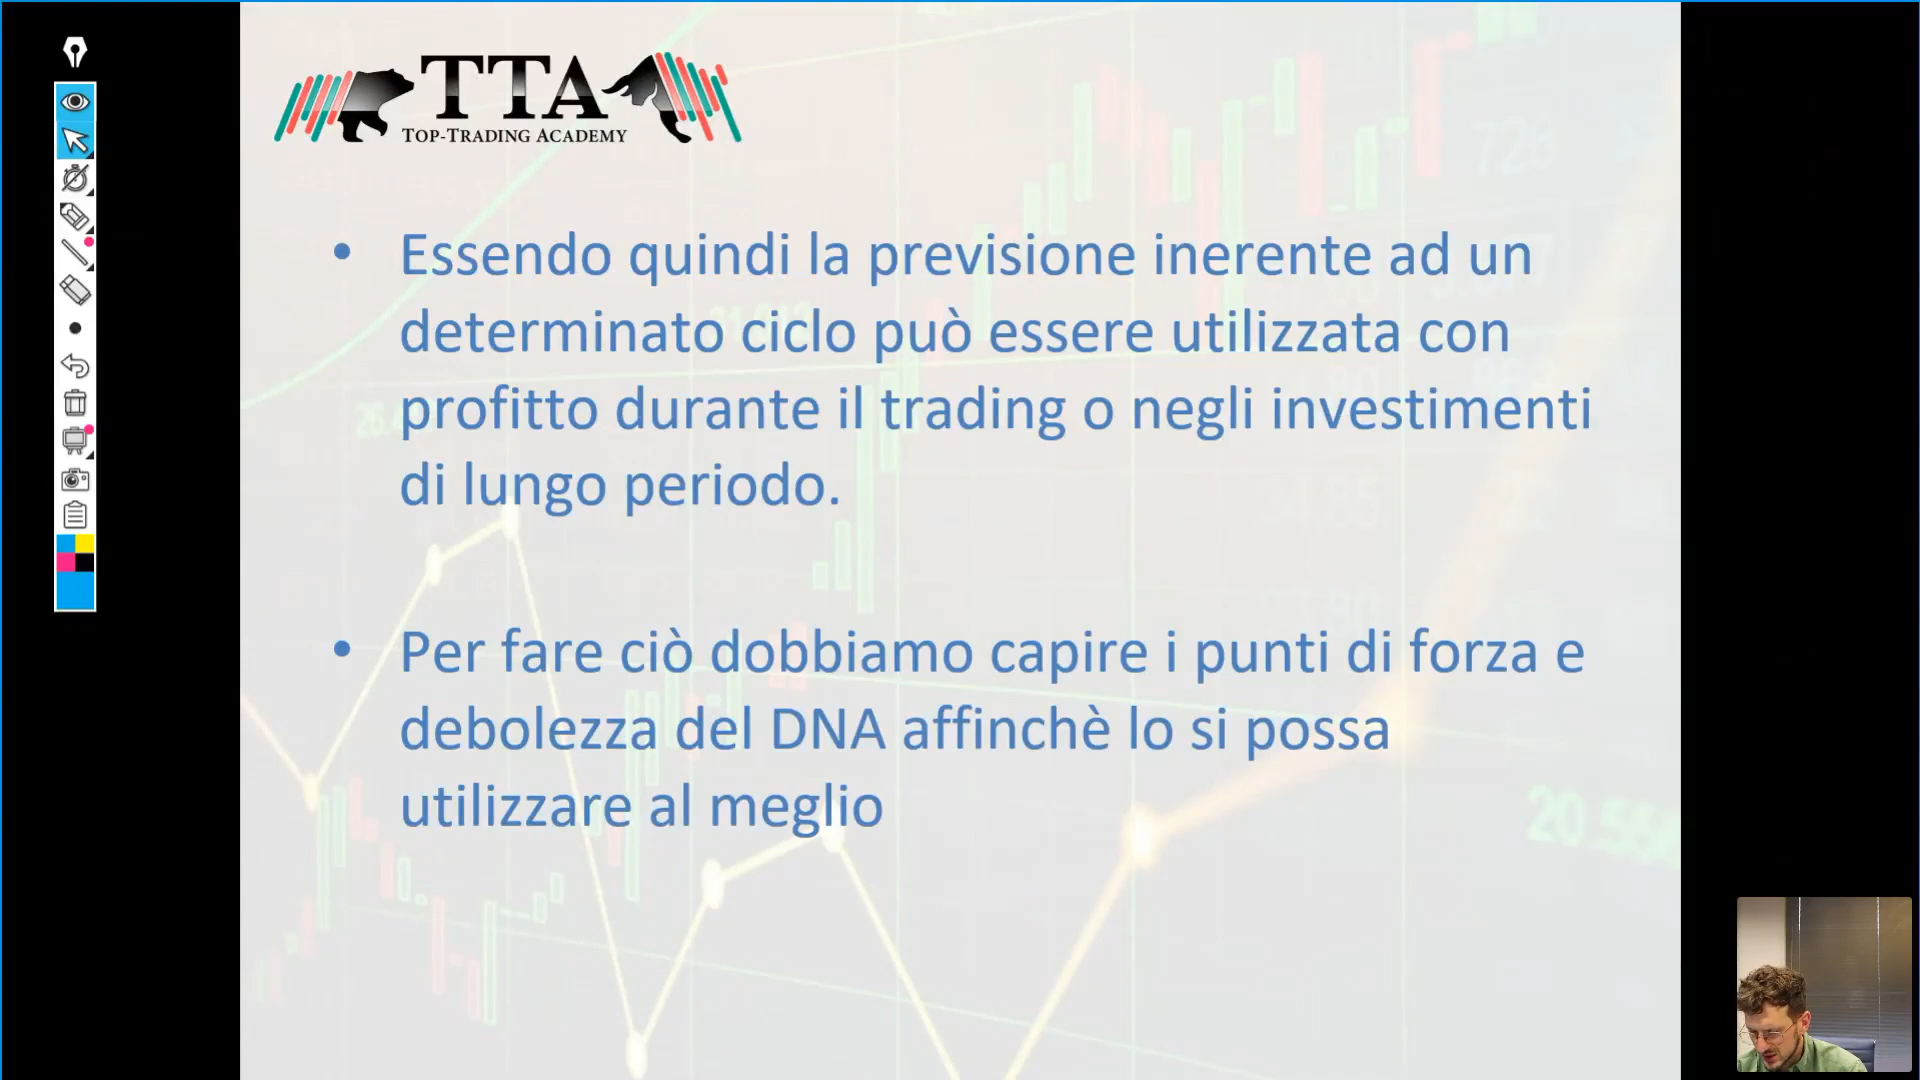 TTA
TOP-TRADING ACADEMY
• Essendo quindi la previsione inerente ad un
determinato ciclo può essere utilizzata con
profitto durante il trading o negli investimenti
di lungo periodo.
• Per fare ciò dobbiamo capire i punti di forza e
debolezza del DNA affinchè lo si possa
utilizzare al meglio